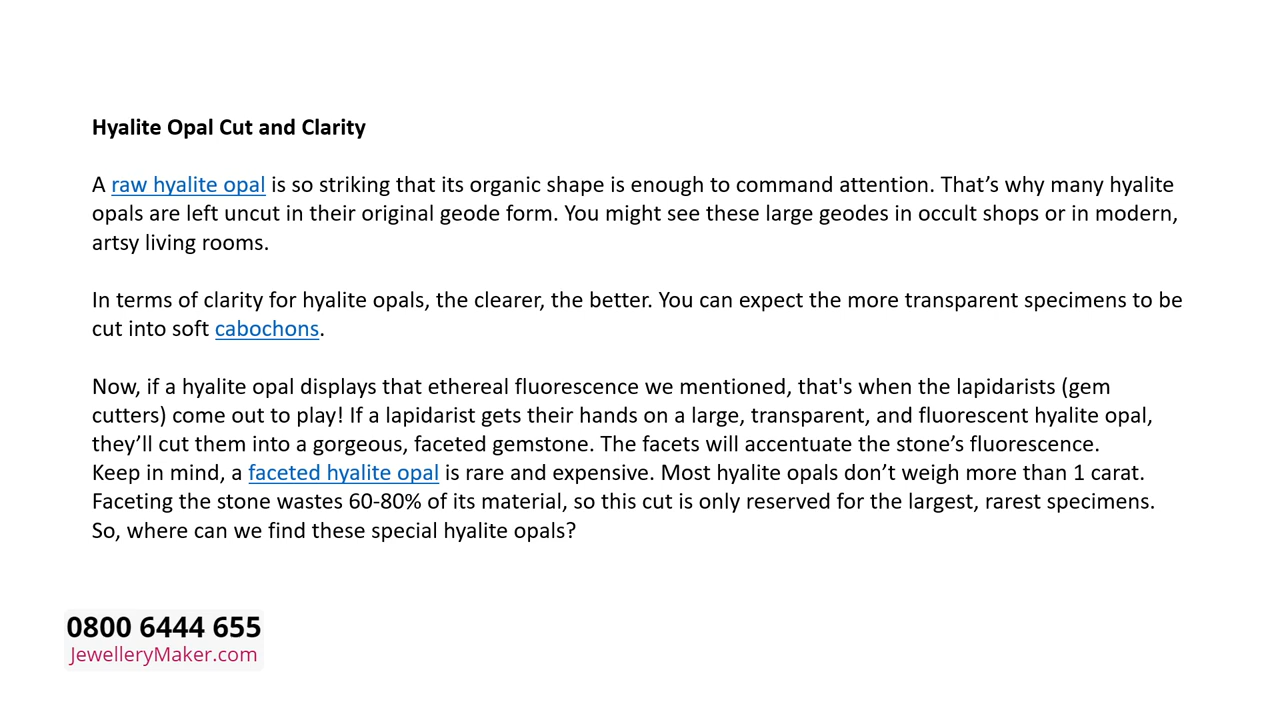 Hyalite Opal Cut and Clarity
A raw hyalite opal is so striking that its organic shape is enough to command attention. That’s why many hyalite
opals are left uncut in their original geode form. You might see these large geodes in occult shops or in modern,
artsy living rooms.
In terms of clarity for hyalite opals, the clearer, the better. You can expect the more transparent specimens to be
cut into soft cabochons.
Now, if a hyalite opal displays that ethereal fluorescence we mentioned, that's when the lapidarists (gem
cutters) come out to play! If a lapidarist gets their hands on a large, transparent, and fluorescent hyalite opal,
they’ll cut them into a gorgeous, faceted gemstone. The facets will accentuate the stone’s fluorescence.
Keep in mind, a faceted hyalite opal is rare and expensive. Most hyalite opals don’t weigh more than 1 carat.
Faceting the stone wastes 60-80% of its material, so this cut is only reserved for the largest, rarest specimens.
So, where can we find these special hyalite opals?
0800 6444 655
JewelleryMaker.com